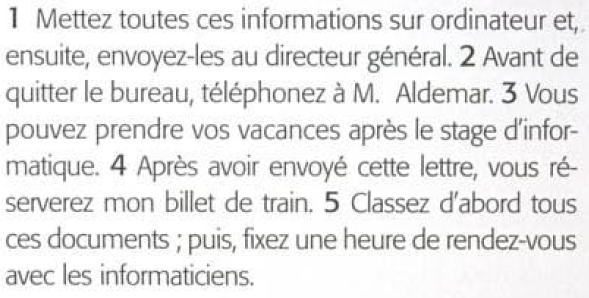 1 Mettez toutes ces informations sur ordinateur et,
ensuite, envoyez-les au directeur général. 2 Avant de
quitter le bureau, téléphonez à M. Aldemar. 3 Vous
pouvez prendre vos vacances après le stage d'infor-
matique. 4 Après avoir envoyé cette lettre, vous ré-
serverez mon billet de train. 5 Classez d'abord tous
ces documents ; puis, fixez une heure de rendez-vous
avec les informaticiens.